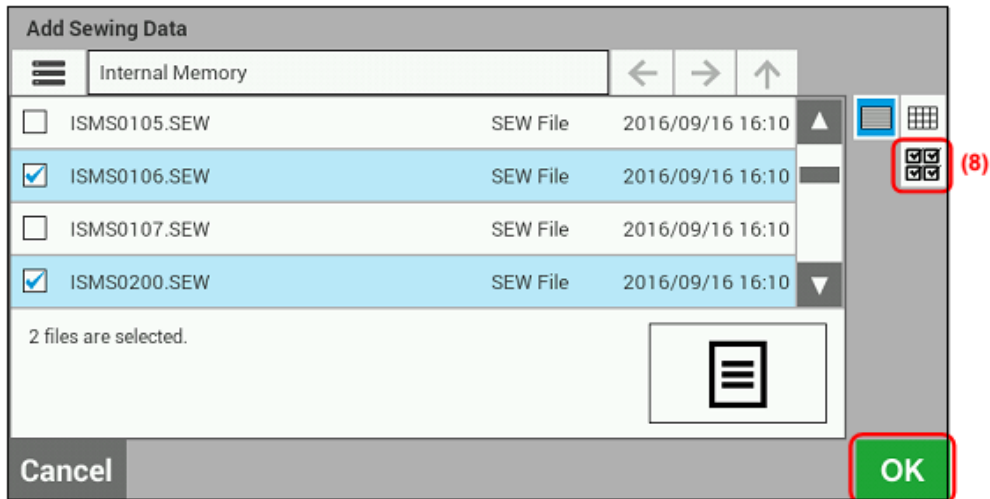 Add Sewing Data
Internal Memory
ISMS0105.SEW SEW File 2016/09/16 16:10
ISMS0106.SEW SEW File 2016/09/16 16:10
(8)
ISMS0107.SEW SEW File 2016/09/16 16:10
ISMS0200.SEW SEW File 2016/09/16 16:10
2 files are selected.
Cancel OK